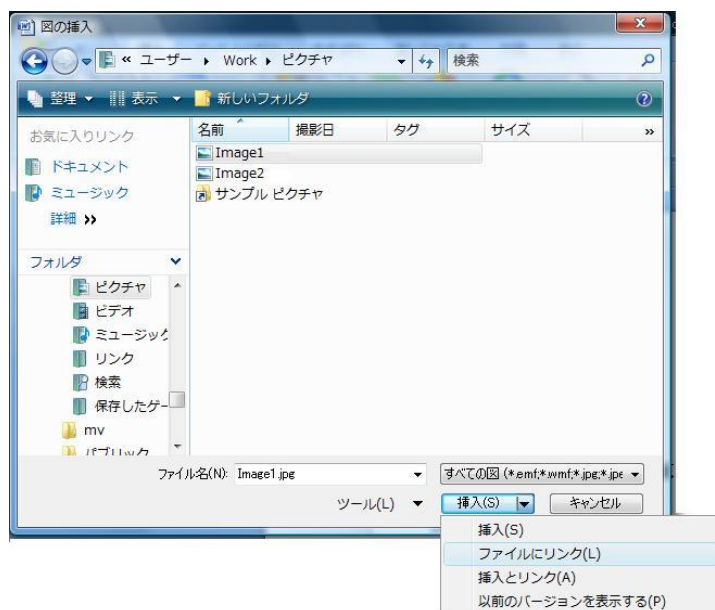 図の挿入
« ユーザー ▸ Work ▸ ピクチャ
検索
整理 表示 新しいフォルダ
お気に入りリンク
ドキュメント
ミュージック
詳細 »
名前 撮影日 タグ サイズ »
Image1
Image2
サンプル ピクチャ
フォルダ
ピクチャ
ビデオ
ミュージック
リンク
検索
保存したゲー
mv
パブリック
ファイル名(N): Image1.jpg
すべての図 (*.emf;*.wmf;*.jpg;*.jpe
ツール(L)
挿入(S)
キャンセル
挿入(S)
ファイルにリンク(L)
挿入とリンク(A)
以前のバージョンを表示する(P)